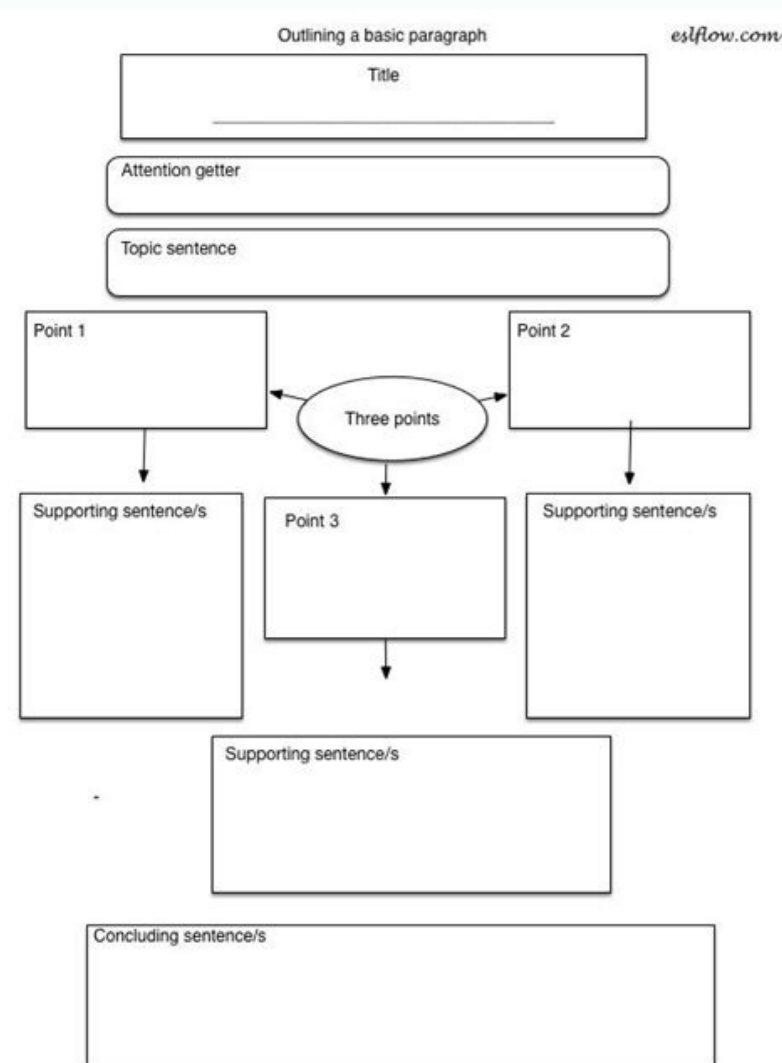 Outlining a basic paragraph
eslflow.com
Title
Attention getter
Topic sentence
Point 1
Point 2
Three points
Supporting sentence/s
Point 3
Supporting sentence/s
Supporting sentence/s
Concluding sentence/s